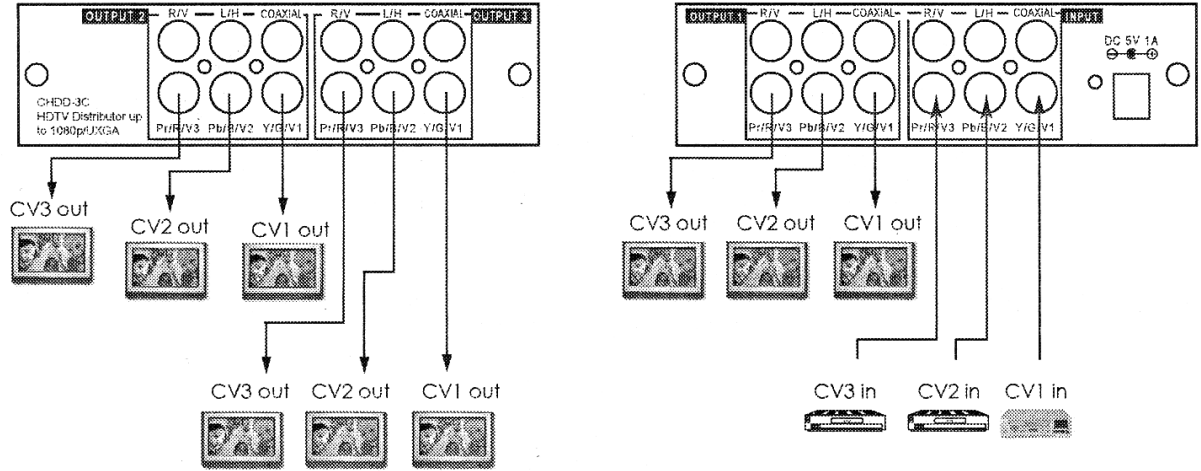 OUTPUT 2 R/V L/H COAXIAL R/V L/H COAXIAL OUTPUT 3
CHDD-3C
HDTV Distributor up
to 1080p/UXGA
Pr/R/V3 Pb/B/V2 Y/G/V1 Pr/R/V3 Pb/B/V2 Y/G/V1
CV3 out
CV2 out
CV1 out
CV3 out CV2 out CV1 out
OUTPUT 1 R/V L/H COAXIAL R/V L/H COAXIAL INPUT
DC 5V 1A
Pr/R/V3 Pb/B/V2 Y/G/V1 Pr/R/V3 Pb/B/V2 Y/G/V1
CV3 out CV2 out CV1 out
CV3 in CV2 in CV1 in